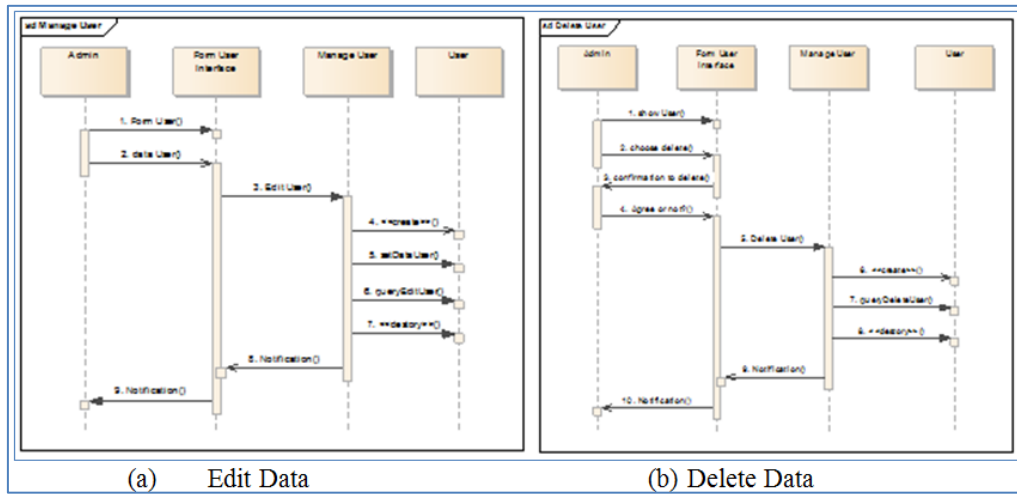 sd Manage User
Admin
Form User
Interface
Manage User
User
1. Form User()
2. data User()
3. Edit User()
4. <<create>>()
5. setDataUser()
6. queryEditUser()
7. <<destory>>()
8. Notification()
9. Notification()
(a) Edit Data
sd Delete User
Admin
Form User
Interface
Manage User
User
1. show User()
2. choose delete()
3. confirmation to delete()
4. Agree or not?()
5. Delete User()
6. <<create>>()
7. queryDeleteUser()
8. <<destory>>()
9. Notification()
10. Notification()
(b) Delete Data